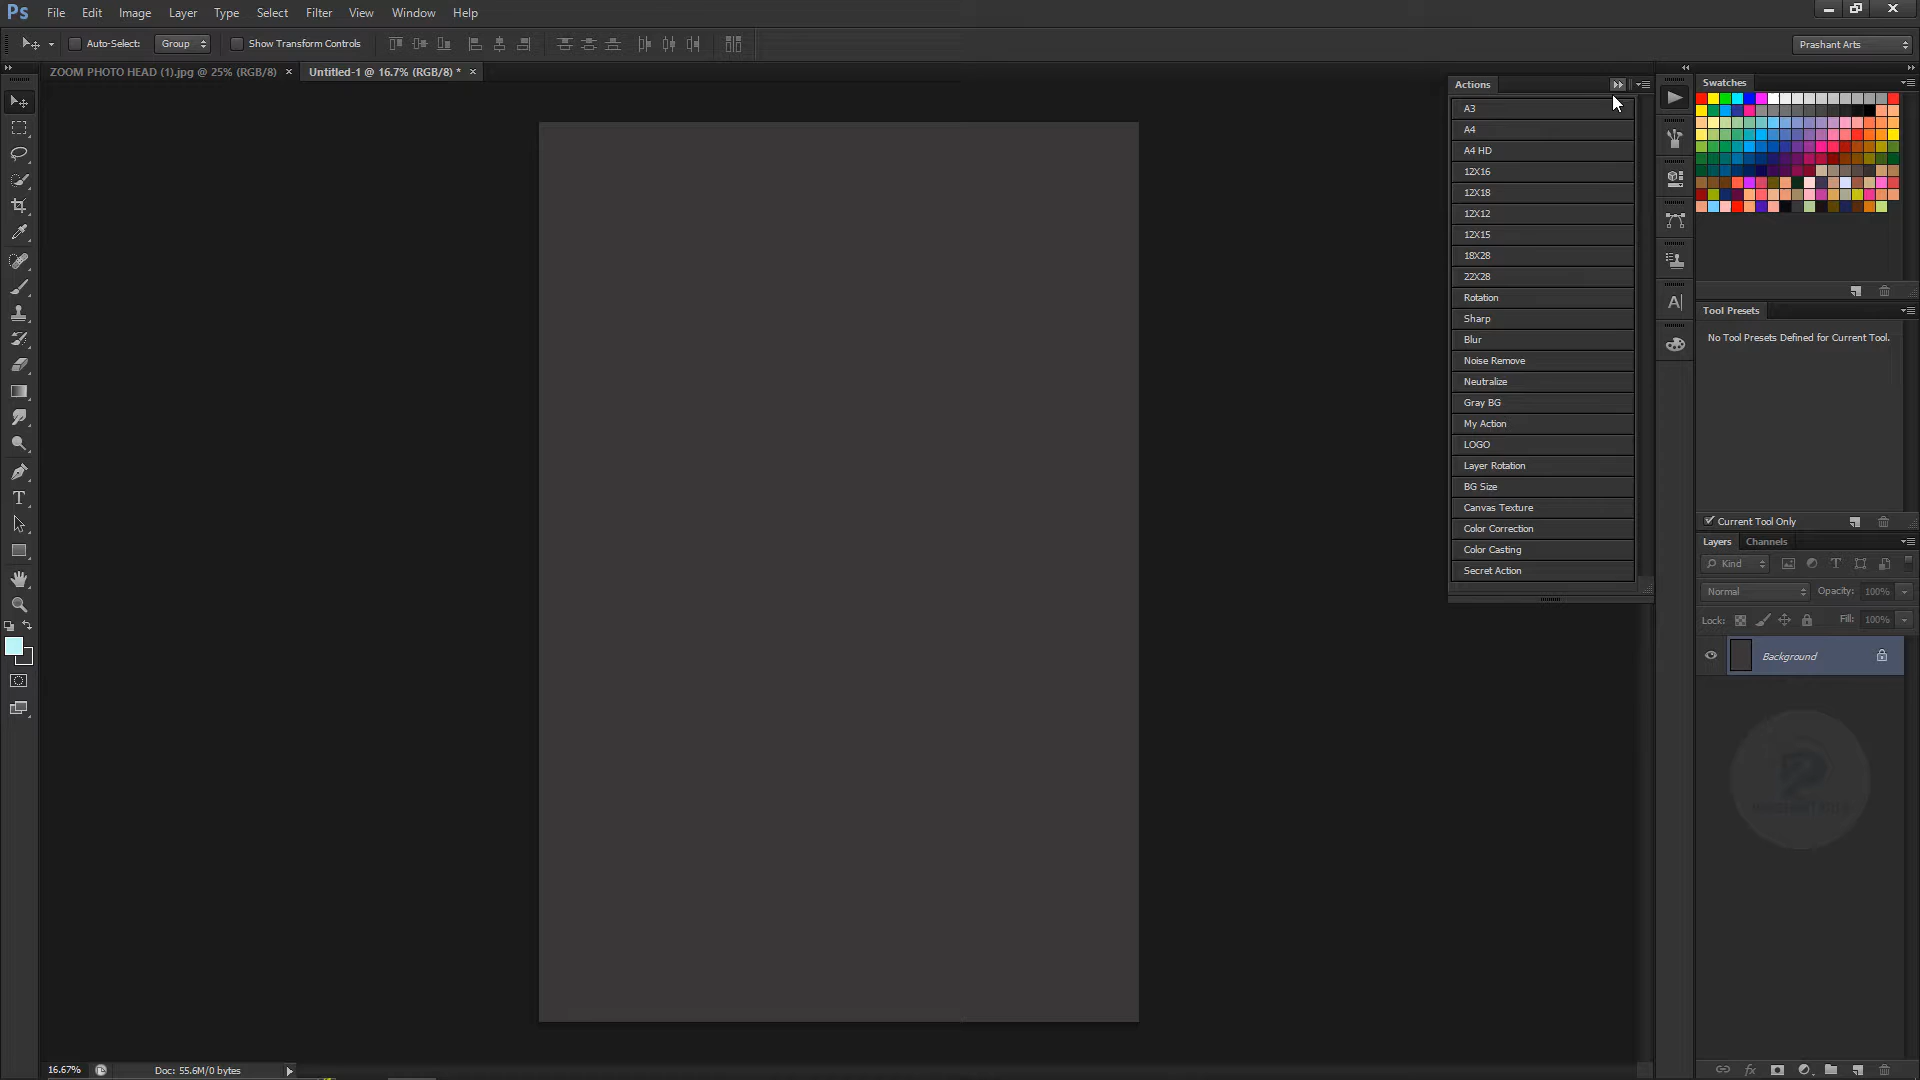 Ps File Edit Image Layer Type Select Filter View Window Help
Auto-Select: Group Show Transform Controls Prashant Arts
ZOOM PHOTO HEAD (1).jpg @ 25% (RGB/8) × Untitled-1 @ 16.7% (RGB/8) * ×
Actions
A3
A4
A4 HD
12X16
12X18
12X12
12X15
18X28
22X28
Rotation
Sharp
Blur
Noise Remove
Neutralize
Gray BG
My Action
LOGO
Layer Rotation
BG Size
Canvas Texture
Color Correction
Color Casting
Secret Action
Swatches
Tool Presets
No Tool Presets Defined for Current Tool.
Current Tool Only
Layers Channels
Kind
Normal Opacity: 100%
Lock: Fill: 100%
Background
16.67% Doc: 55.6M/0 bytes